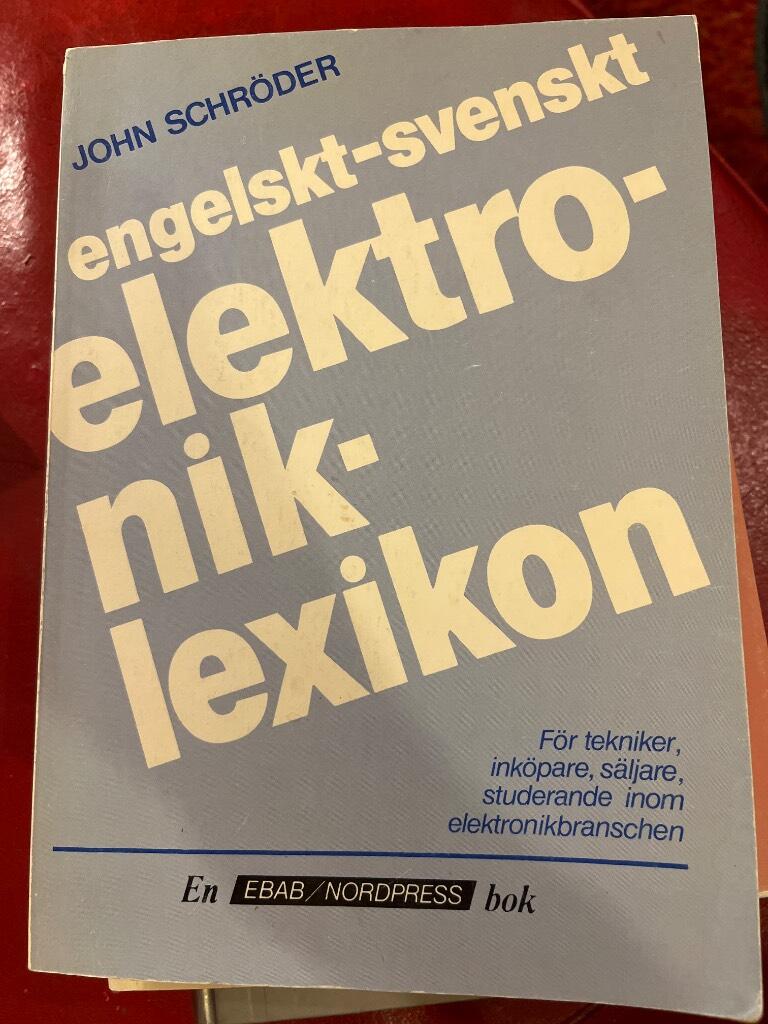 JOHN SCHRÖDER
engelskt-svenskt
elektro-
nik-
lexikon
För tekniker,
inköpare, säljare,
studerande inom
elektronikbranschen
En EBAB/NORDPRESS bok